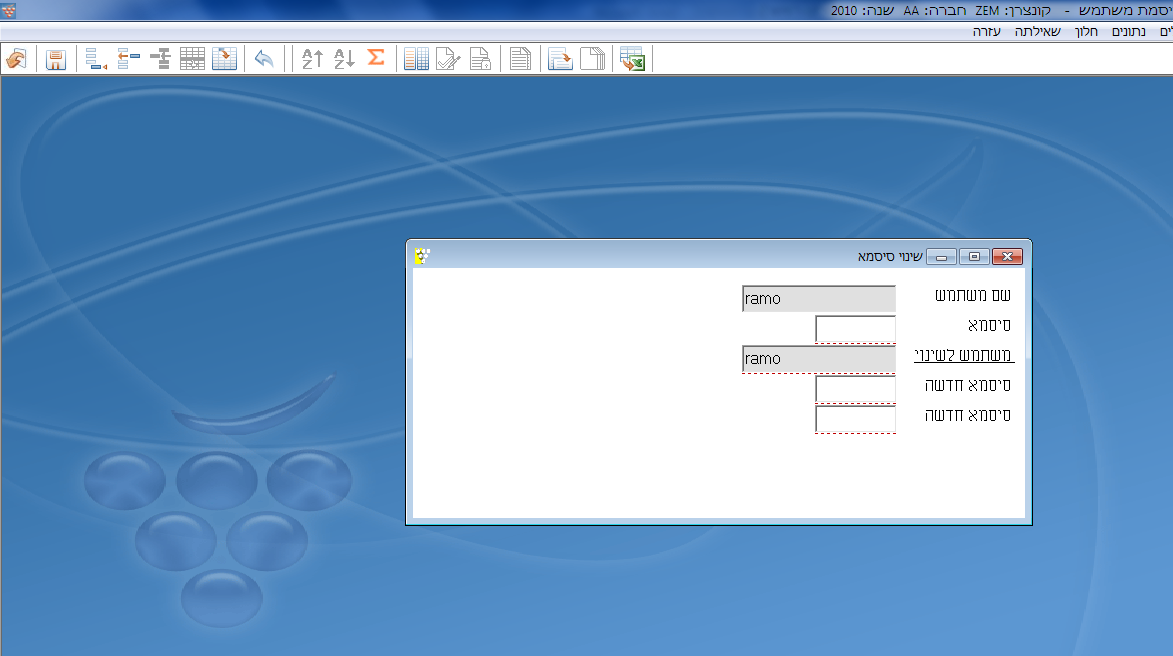 יסמת משתמש - קונצרן: ZEM חברה: AA שנה: 2010
ים נתונים חלון שאילתה עזרה
שינוי סיסמא
שם משתמש ramo
סיסמא
משתמש לשינוי ramo
סיסמא חדשה
סיסמא חדשה